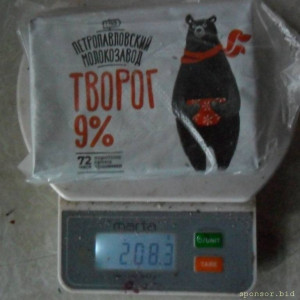 ПЕТРОПАВЛОВСКИЙ
МОЛОКОЗАВОД
ТВОРОГ
9%
72
marta
208.3
sponsor.bid